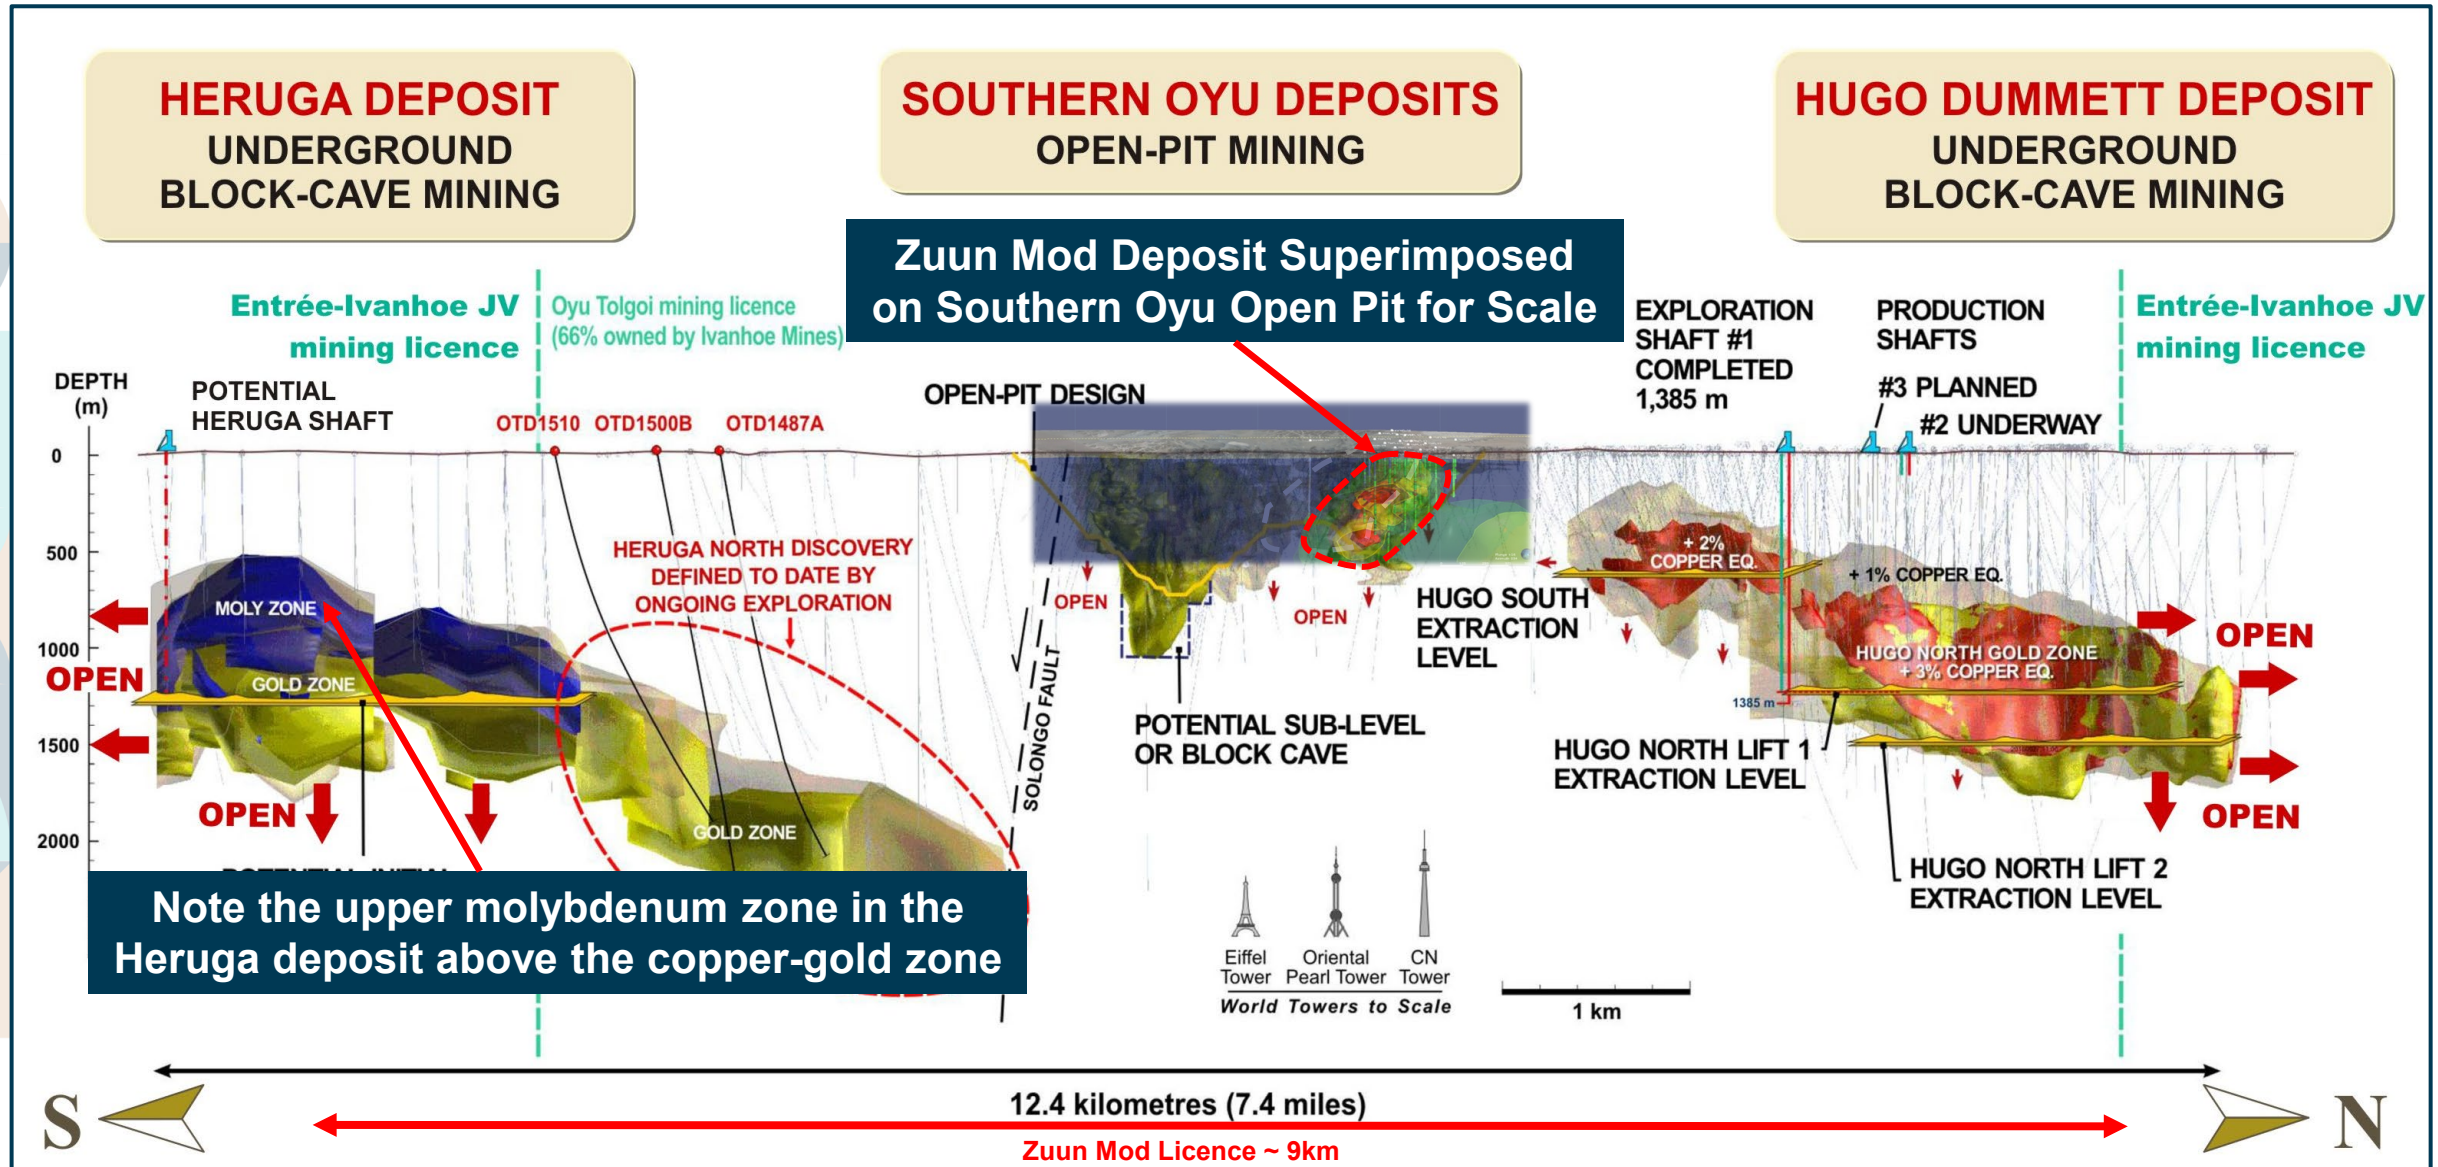 HERUGA DEPOSIT
UNDERGROUND
BLOCK-CAVE MINING
SOUTHERN OYU DEPOSITS
OPEN-PIT MINING
HUGO DUMMETT DEPOSIT
UNDERGROUND
BLOCK-CAVE MINING
Zuun Mod Deposit Superimposed
on Southern Oyu Open Pit for Scale
Entrée-Ivanhoe JV
mining licence
Oyu Tolgoi mining licence
(66% owned by Ivanhoe Mines)
EXPLORATION
SHAFT #1
COMPLETED
1,385 m
PRODUCTION
SHAFTS
#3 PLANNED
#2 UNDERWAY
Entrée-Ivanhoe JV
mining licence
DEPTH
(m)
POTENTIAL
HERUGA SHAFT
OTD1510
OTD1500B
OTD1487A
OPEN-PIT DESIGN
0
500
1000
1500
2000
HERUGA NORTH DISCOVERY
DEFINED TO DATE BY
ONGOING EXPLORATION
MOLY ZONE
GOLD ZONE
OPEN
OPEN
GOLD ZONE
SOLONGO FAULT
OPEN
OPEN
POTENTIAL SUB-LEVEL
OR BLOCK CAVE
HUGO SOUTH
EXTRACTION
LEVEL
+ 2%
COPPER EQ.
+ 1% COPPER EQ.
HUGO NORTH GOLD ZONE
+ 3% COPPER EQ.
1385 m
OPEN
OPEN
HUGO NORTH LIFT 1
EXTRACTION LEVEL
HUGO NORTH LIFT 2
EXTRACTION LEVEL
Note the upper molybdenum zone in the
Heruga deposit above the copper-gold zone
Eiffel
Tower
Oriental
Pearl Tower
CN
Tower
World Towers to Scale
1 km
12.4 kilometres (7.4 miles)
S
N
Zuun Mod Licence ~ 9km